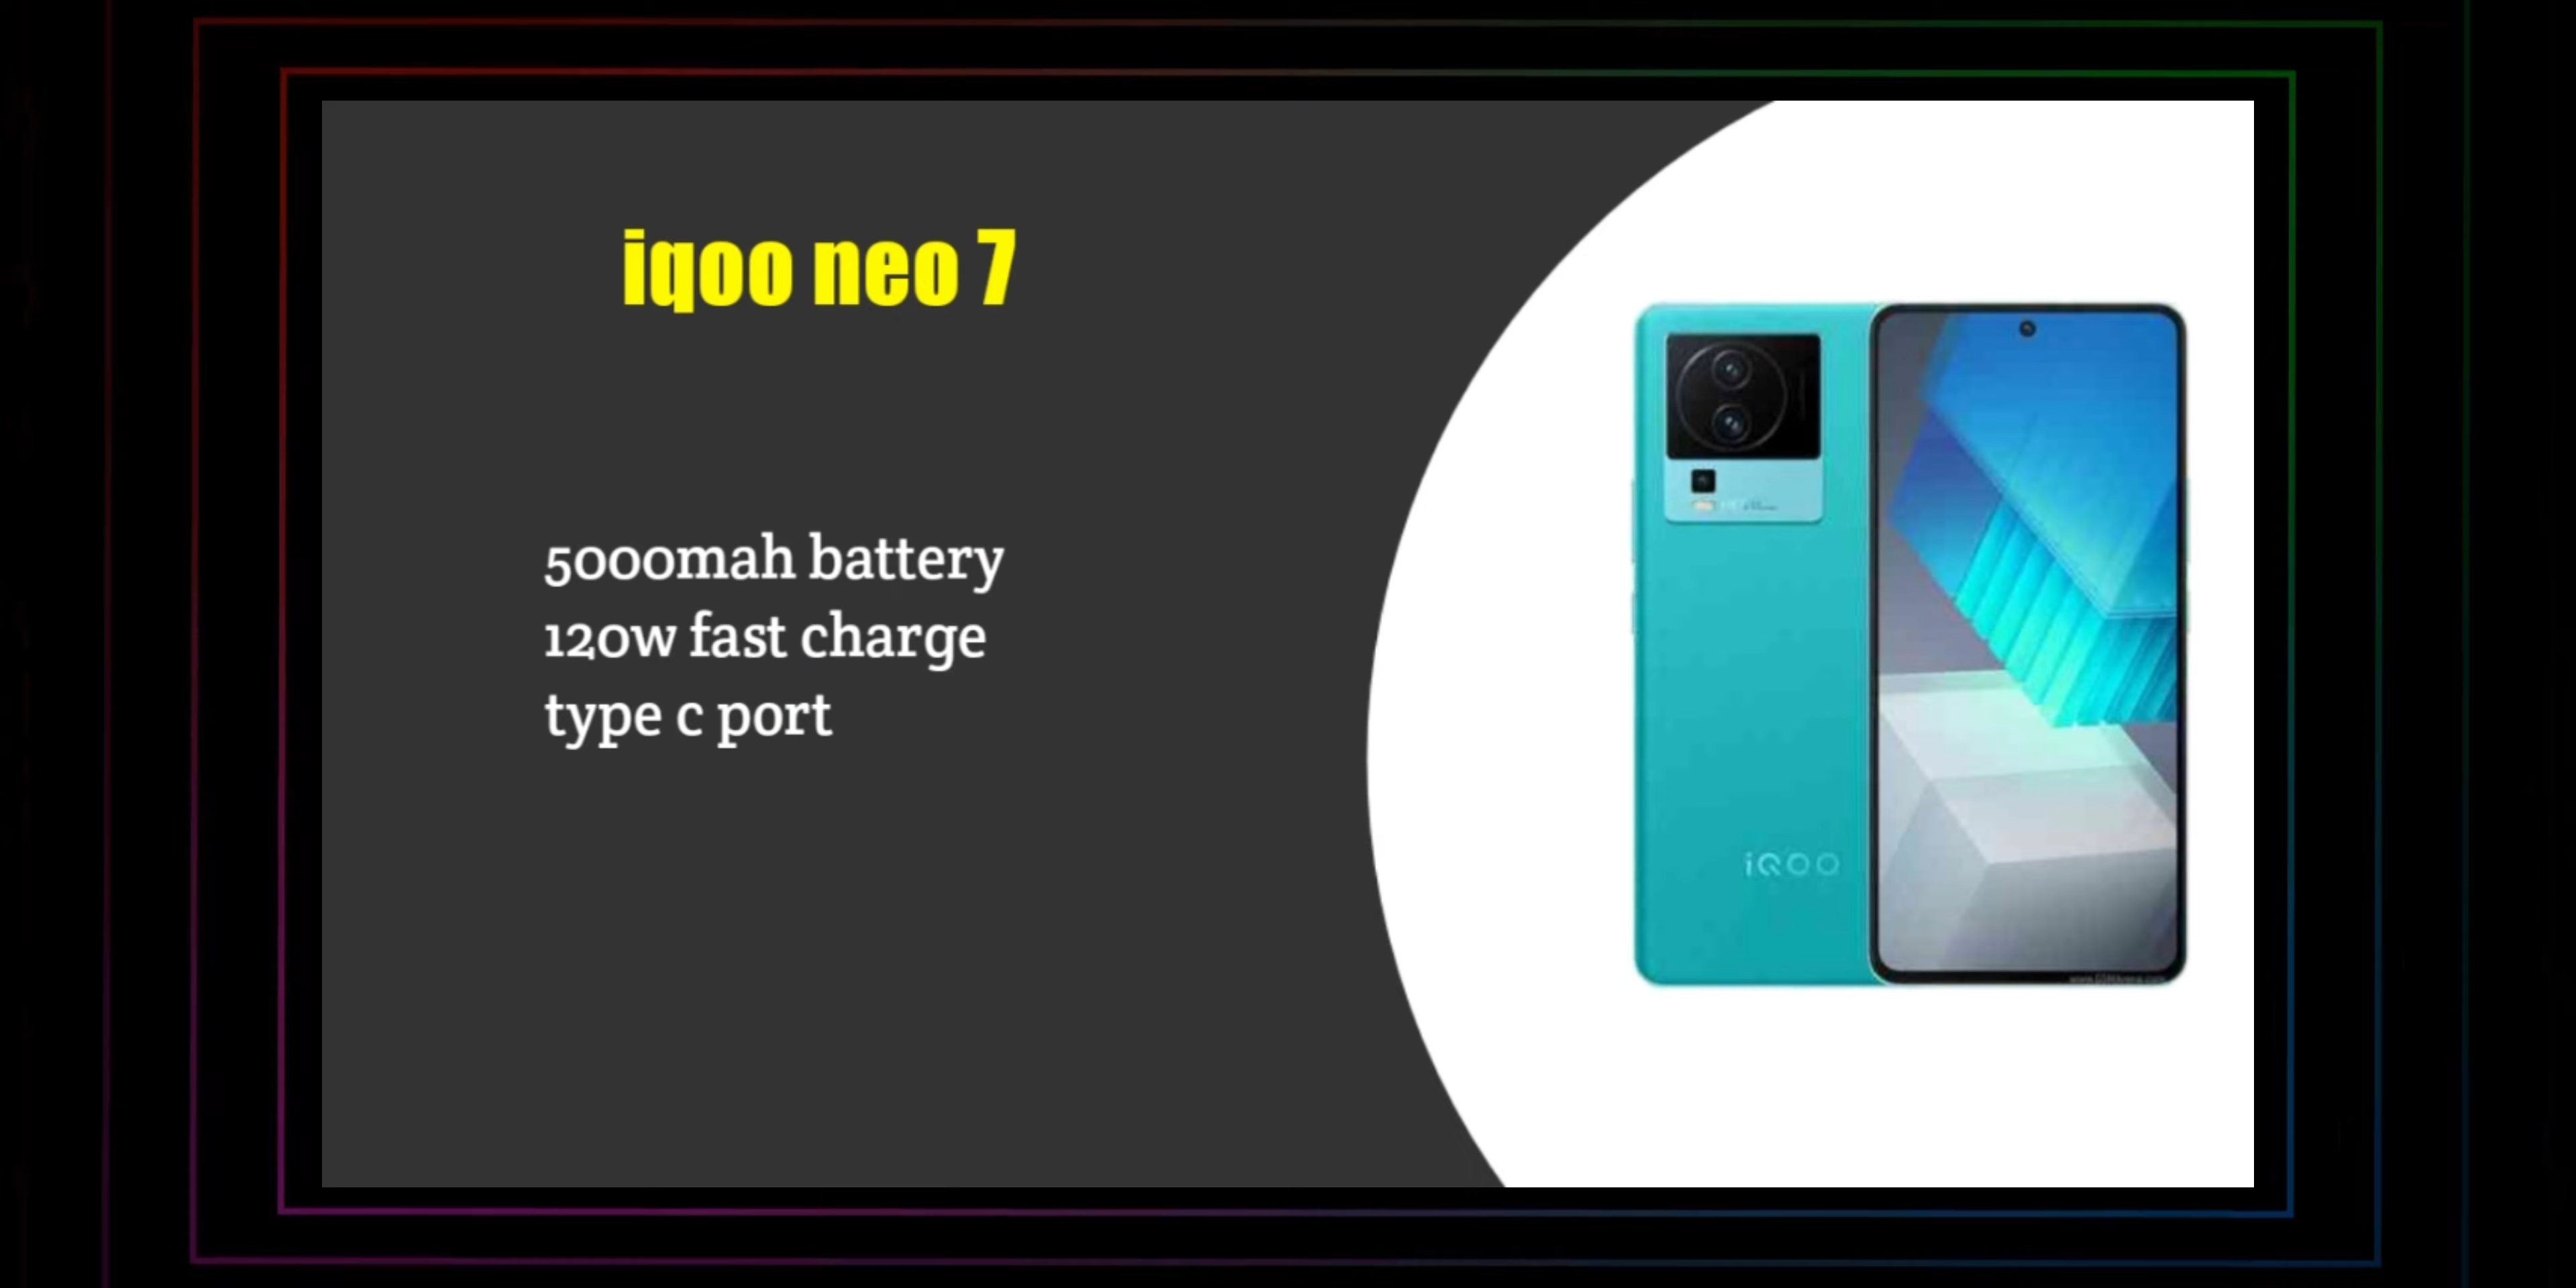 iqoo neo 7
5000mah battery
120w fast charge
type c port
iQOO